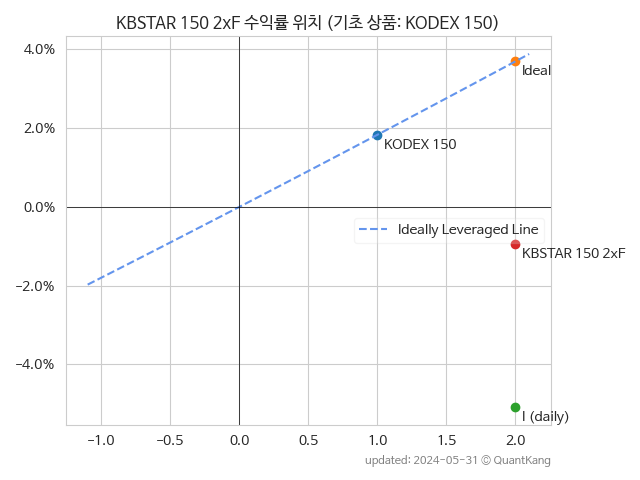 KBSTAR 150 2xF 수익률 위치 (기초 상품: KODEX 150)
4.0%
Ideal
2.0%
KODEX 150
0.0%
Ideally Leveraged Line
KBSTAR 150 2xF
−2.0%
−4.0%
I (daily)
−1.0 −0.5 0.0 0.5 1.0 1.5 2.0
updated: 2024-05-31 © QuantKang